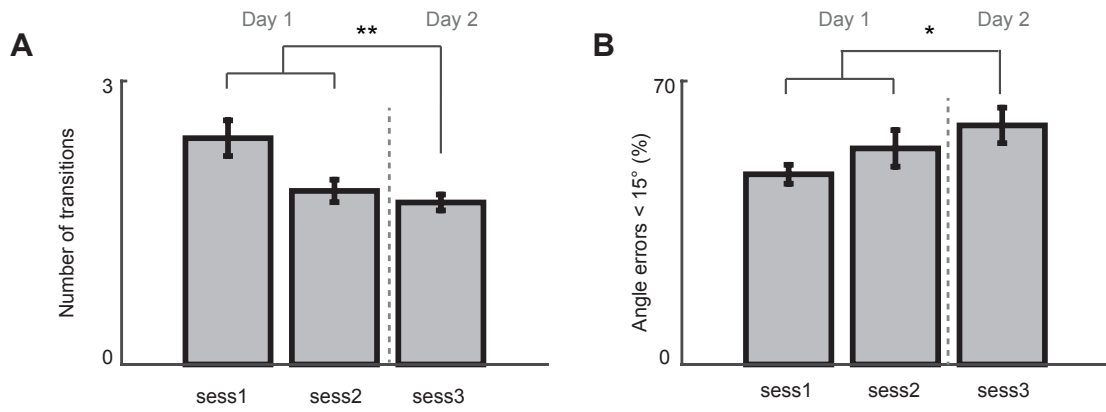 A
Day 1
Day 2
**
3
0
Number of transitions
sess1
sess2
sess3
B
Day 1
Day 2
*
70
0
Angle errors < 15° (%)
sess1
sess2
sess3